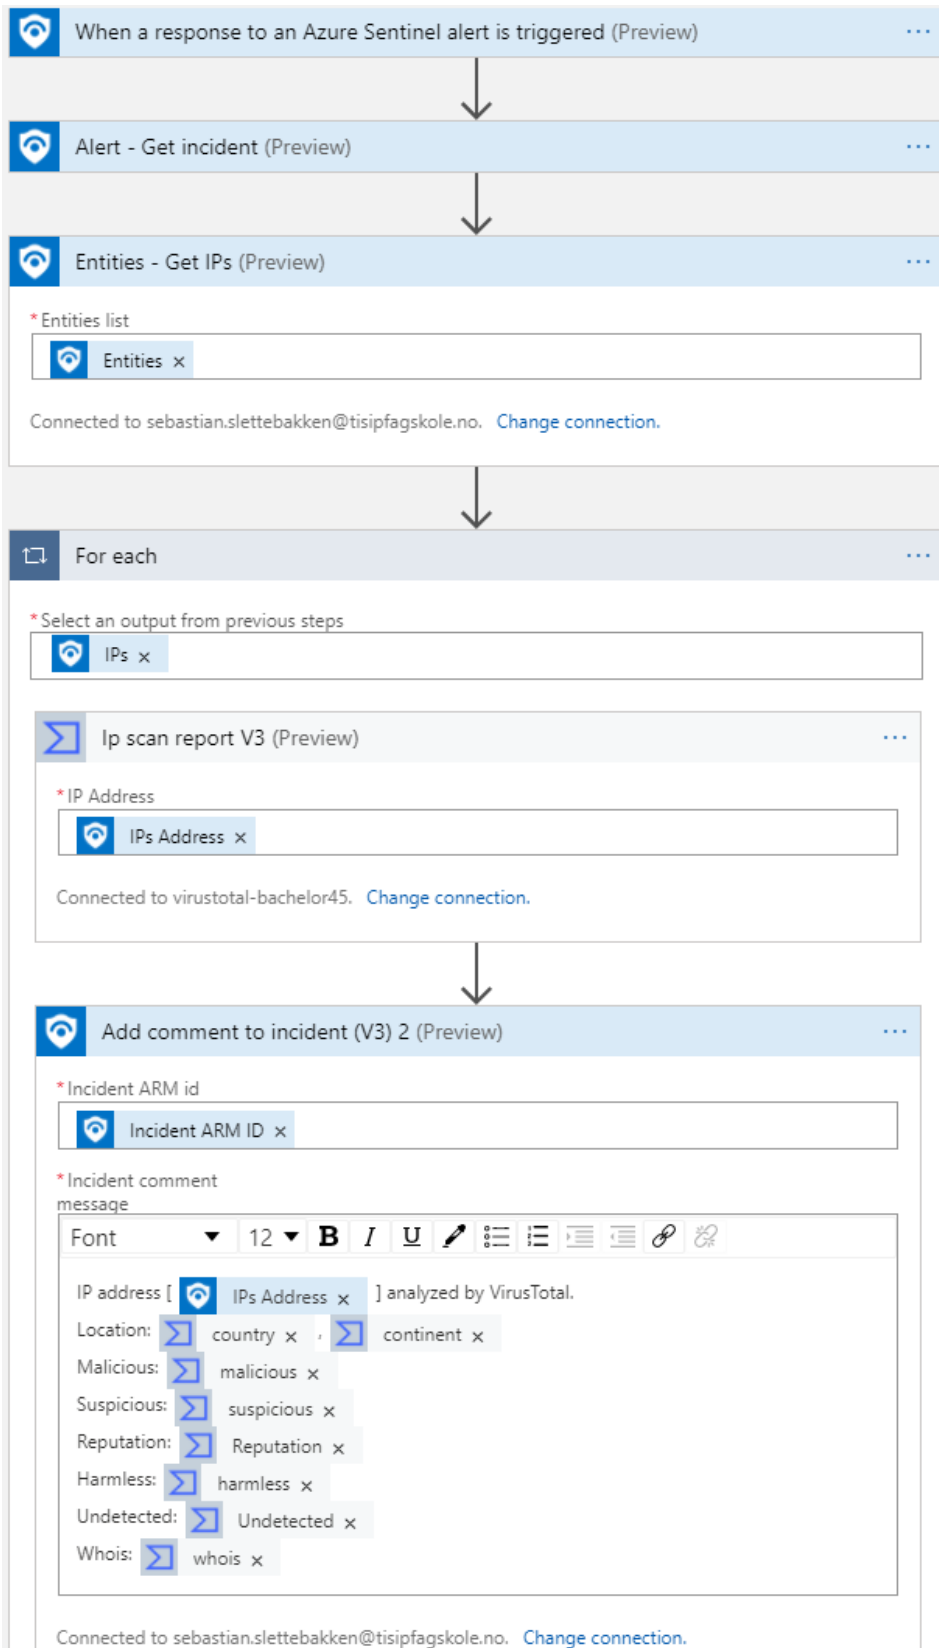 When a response to an Azure Sentinel alert is triggered (Preview)
Alert - Get incident (Preview)
Entities - Get IPs (Preview)
* Entities list
Entities ×
Connected to sebastian.slettebakken@tisipfagskole.no. Change connection.
For each
* Select an output from previous steps
IPs ×
Ip scan report V3 (Preview)
* IP Address
IPs Address ×
Connected to virustotal-bachelor45. Change connection.
Add comment to incident (V3) 2 (Preview)
* Incident ARM id
Incident ARM ID ×
* Incident comment
message
Font 12 B I U
IP address [ IPs Address × ] analyzed by VirusTotal.
Location: country × , continent ×
Malicious: malicious ×
Suspicious: suspicious ×
Reputation: Reputation ×
Harmless: harmless ×
Undetected: Undetected ×
Whois: whois ×
Connected to sebastian.slettebakken@tisipfagskole.no. Change connection.